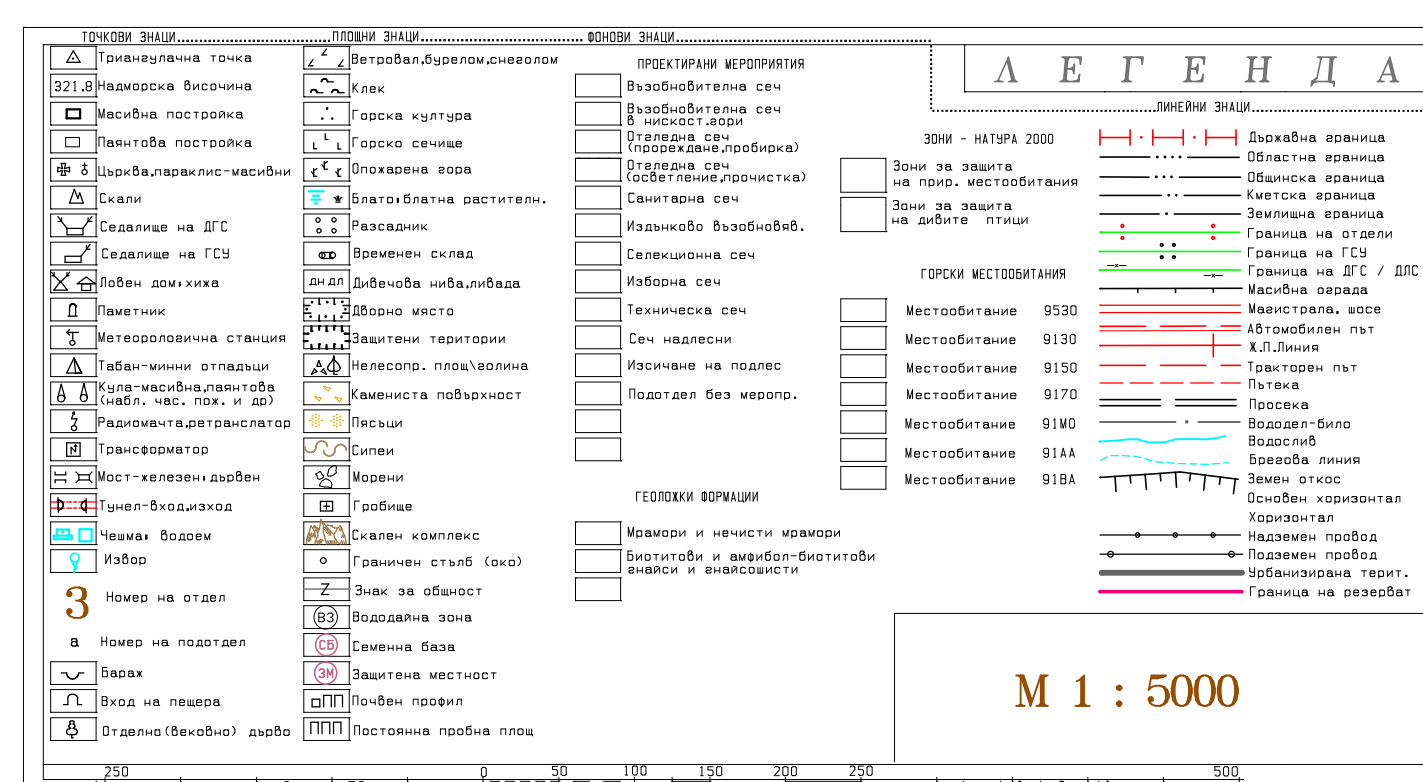 ТОЧКОВИ ЗНАЦИ
ПЛОЩНИ ЗНАЦИ
ФОНОВИ ЗНАЦИ
ЛЕГЕНДА
Триангулачна точка
321.8 Надморска височина
Масивна постройка
Паянтова постройка
Църква,параклис-масивни
Скали
Седалище на ДГС
Седалище на ГСУ
Ловен дом,хижа
Паметник
Метеорологична станция
Табан-минни отпадъци
Кула-масивна,паянтова
(набл. час. пож. и др)
Радиомачта,ретранслатор
Трансформатор
Мост-железен,дървен
Тунел-вход,изход
Чешма, водоем
Извор
3 Номер на отдел
а Номер на подотдел
Бараж
Вход на пещера
Отделно(вековно) дърво
Ветровал,бурелом,снеголом
Клек
Горска култура
L L L Горско сечище
Опожарена гора
Блато,блатна растителн.
Разсадник
Временен склад
ДН ДЛ Дивечова нива,ливада
Дворно място
Защитени територии
Нелесопр. площ\голина
Камениста повърхност
Пясъци
Сипеи
Морени
Гробище
Скален комплекс
Граничен стълб (око)
Z Знак за общност
ВЗ Вододайна зона
СБ Семенна база
ЗМ Защитена местност
Почвен профил
ППП Постоянна пробна площ
ПРОЕКТИРАНИ МЕРОПРИЯТИЯ
Възобновителна сеч
Възобновителна сеч
в нискост.гори
Отгледна сеч
(прореждане,пробирка)
Отгледна сеч
(осветление,прочистка)
Санитарна сеч
Издънково възобновяв.
Селекционна сеч
Изборна сеч
Техническа сеч
Сеч надлесни
Изсичане на подлес
Подотдел без меропр.
ГЕОЛОЖКИ ФОРМАЦИИ
Мрамори и нечисти мрамори
Биотитови и амфибол-биотитови
гнайси и гнайсошисти
ЗОНИ - НАТУРА 2000
Зони за защита
на прир. местообитания
Зони за защита
на дивите птици
ГОРСКИ МЕСТООБИТАНИЯ
Местообитание 9530
Местообитание 9130
Местообитание 9150
Местообитание 9170
Местообитание 91M0
Местообитание 91AA
Местообитание 91BA
ЛИНЕЙНИ ЗНАЦИ
Държавна граница
Областна граница
Общинска граница
Кметска граница
Землищна граница
Граница на отдели
Граница на ГСУ
Граница на ДГС / ДЛС
Масивна ограда
Магистрала, шосе
Автомобилен път
Ж.П.Линия
Тракторен път
Пътека
Просека
Вододел-било
Водослив
Брегова линия
Земен откос
Основен хоризонтал
Хоризонтал
Надземен провод
Подземен провод
Урбанизирана терит.
Граница на резерват
М 1 : 5000
250 0 50 100 150 200 250 500